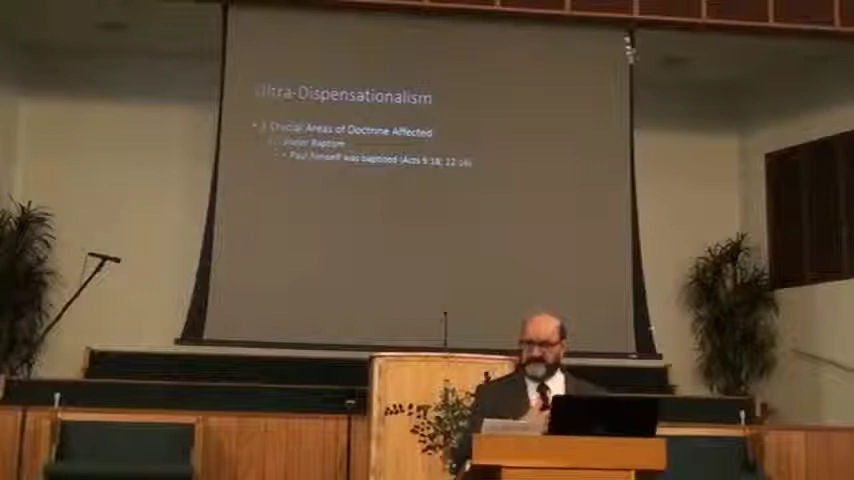 Ultra-Dispensationalism
• 3 Crucial Areas of Doctrine Affected
Water Baptism
• Paul himself was baptized (Acts 9:18; 22:16)